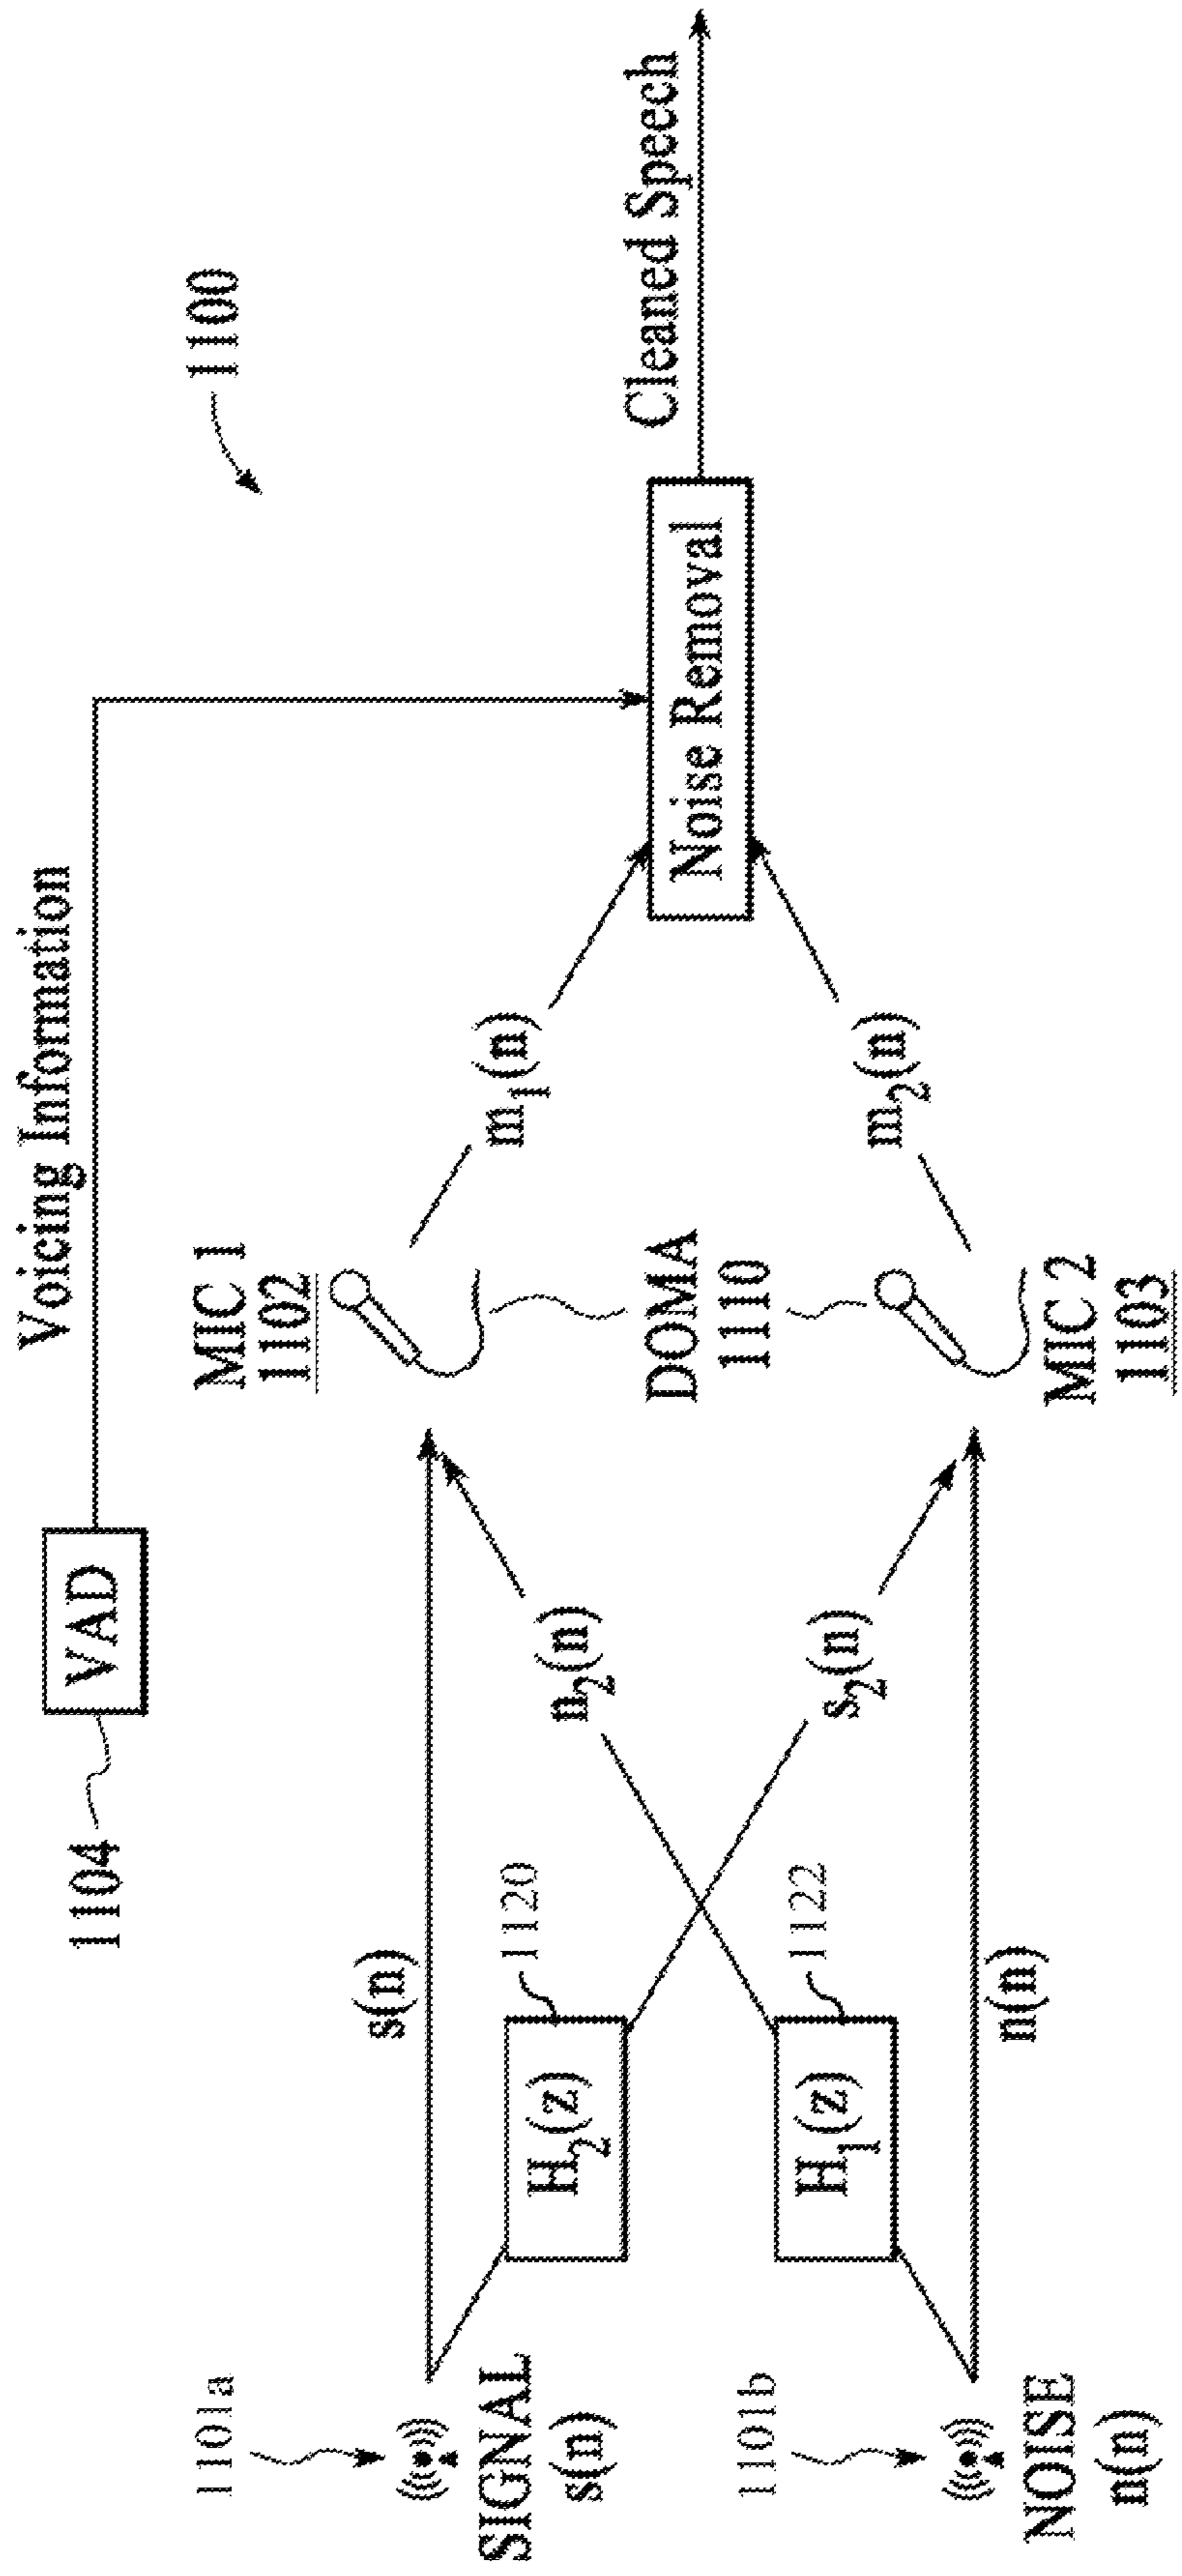 Voicing Information
1104
VAD
1100
1101a
SIGNAL
s(n)
s(n)
MIC 1
1102
H2(z)
1120
n2(n)
m1(n)
Cleaned Speech
DOMA
1110
Noise Removal
1101b
H1(z)
1122
s2(n)
m2(n)
NOISE
n(n)
n(n)
MIC 2
1103